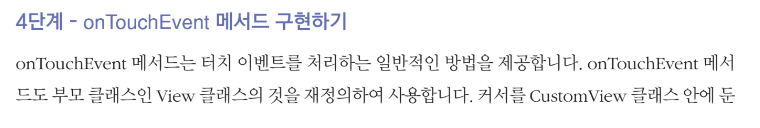 4단계 - onTouchEvent 메서드 구현하기
onTouchEvent 메서드는 터치 이벤트를 처리하는 일반적인 방법을 제공합니다. onTouchEvent 메서
드도 부모 클래스인 View 클래스의 것을 재정의하여 사용합니다. 커서를 CustomView 클래스 안에 둔